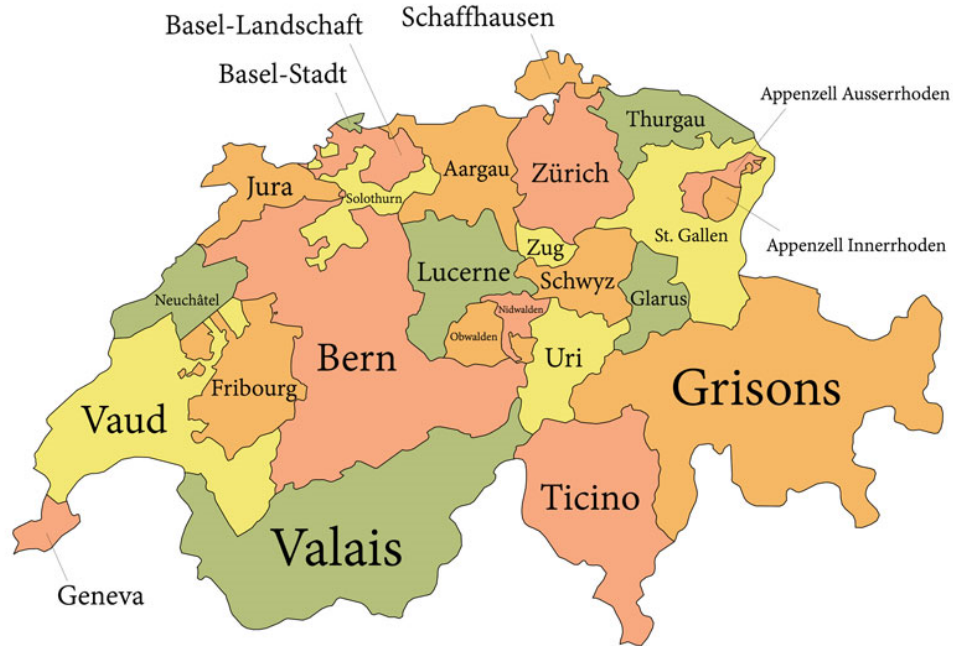 Schaffhausen
Basel-Landschaft
Basel-Stadt
Appenzell Ausserrhoden
Thurgau
Aargau
Zürich
Jura
Solothurn
St. Gallen
Appenzell Innerrhoden
Zug
Lucerne
Schwyz
Glarus
Neuchâtel
Nidwalden
Obwalden
Bern
Uri
Fribourg
Grisons
Vaud
Ticino
Valais
Geneva